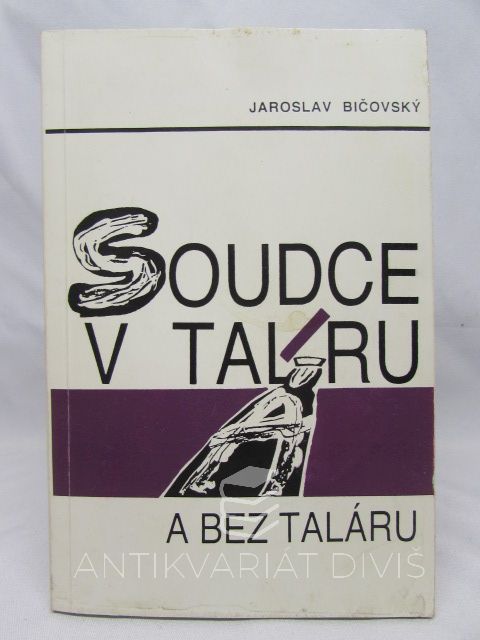 JAROSLAV BIČOVSKÝ
SOUDCE
V TALÁRU
A BEZ TALÁRU
ANTIKVARIÁT DIVIŠ